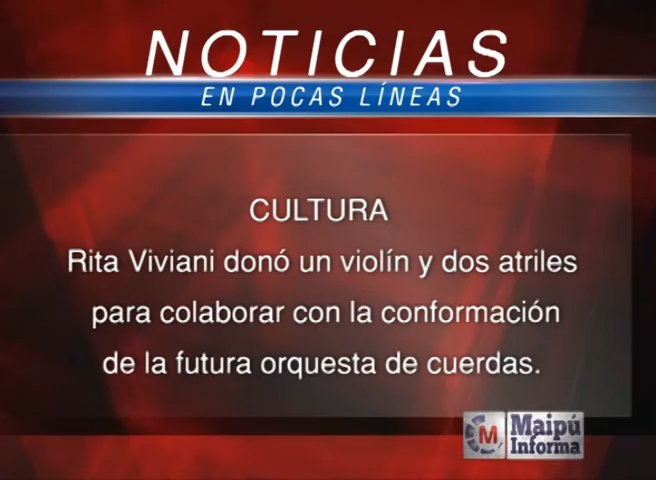 NOTICIAS
EN POCAS LÍNEAS
CULTURA
Rita Viviani donó un violín y dos atriles
para colaborar con la conformación
de la futura orquesta de cuerdas.
M
Maipú
Informa